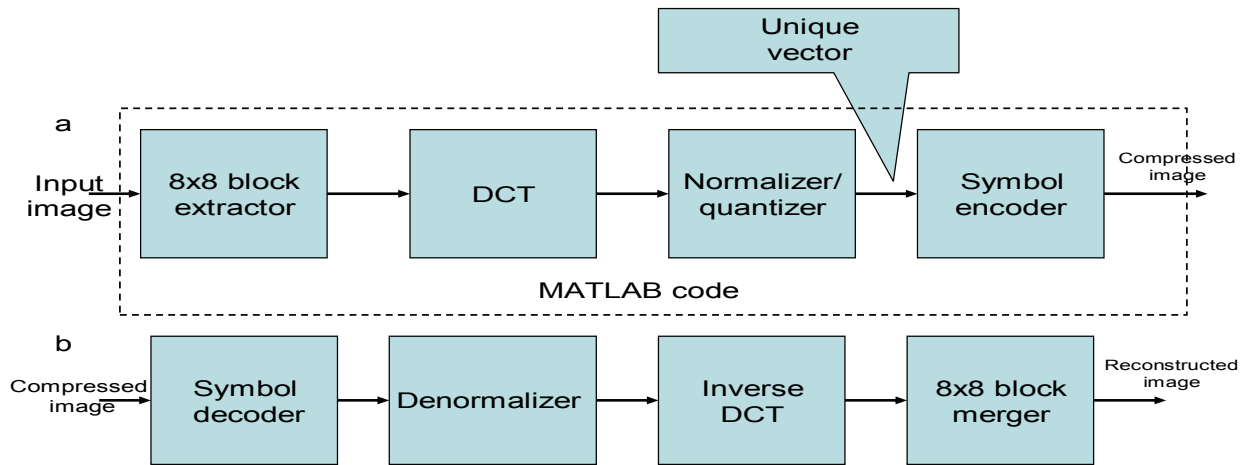 Unique
vector
a
Input
image
8x8 block
extractor
DCT
Normalizer/
quantizer
Symbol
encoder
Compressed
image
MATLAB code
b
Compressed
image
Symbol
decoder
Denormalizer
Inverse
DCT
8x8 block
merger
Reconstructed
image